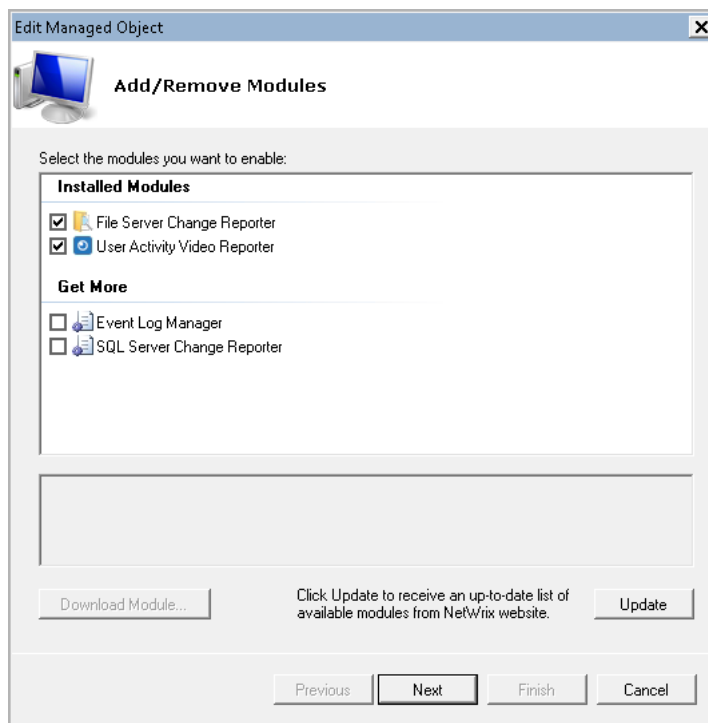 Edit Managed Object
Add/Remove Modules
Select the modules you want to enable:
Installed Modules
File Server Change Reporter
User Activity Video Reporter
Get More
Event Log Manager
SQL Server Change Reporter
Download Module...
Click Update to receive an up-to-date list of
available modules from NetWrix website.
Update
Previous
Next
Finish
Cancel